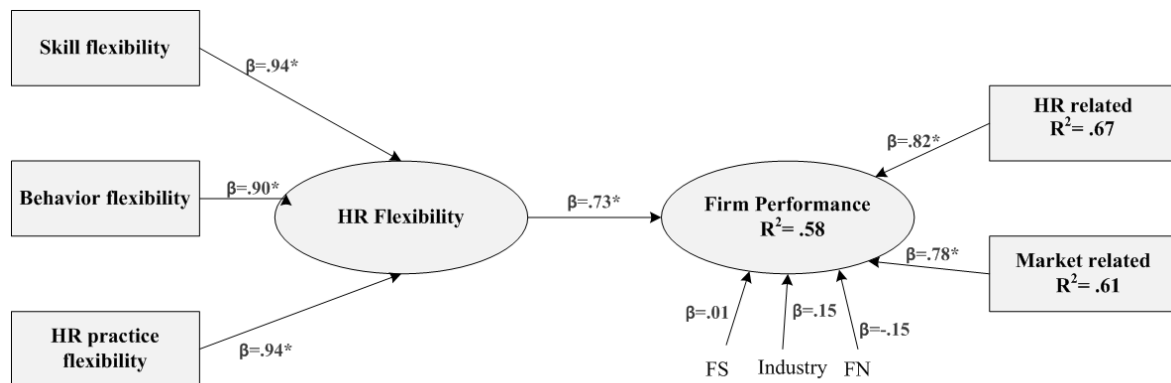 Skill flexibility
β=.94*
HR related
R²= .67
β=.82*
Behavior flexibility
β=.90*
HR Flexibility
β=.73*
Firm Performance
R²= .58
β=.78*
Market related
R²= .61
HR practice
flexibility
β=.94*
β=.01
β=.15
β=-.15
FS
Industry
FN